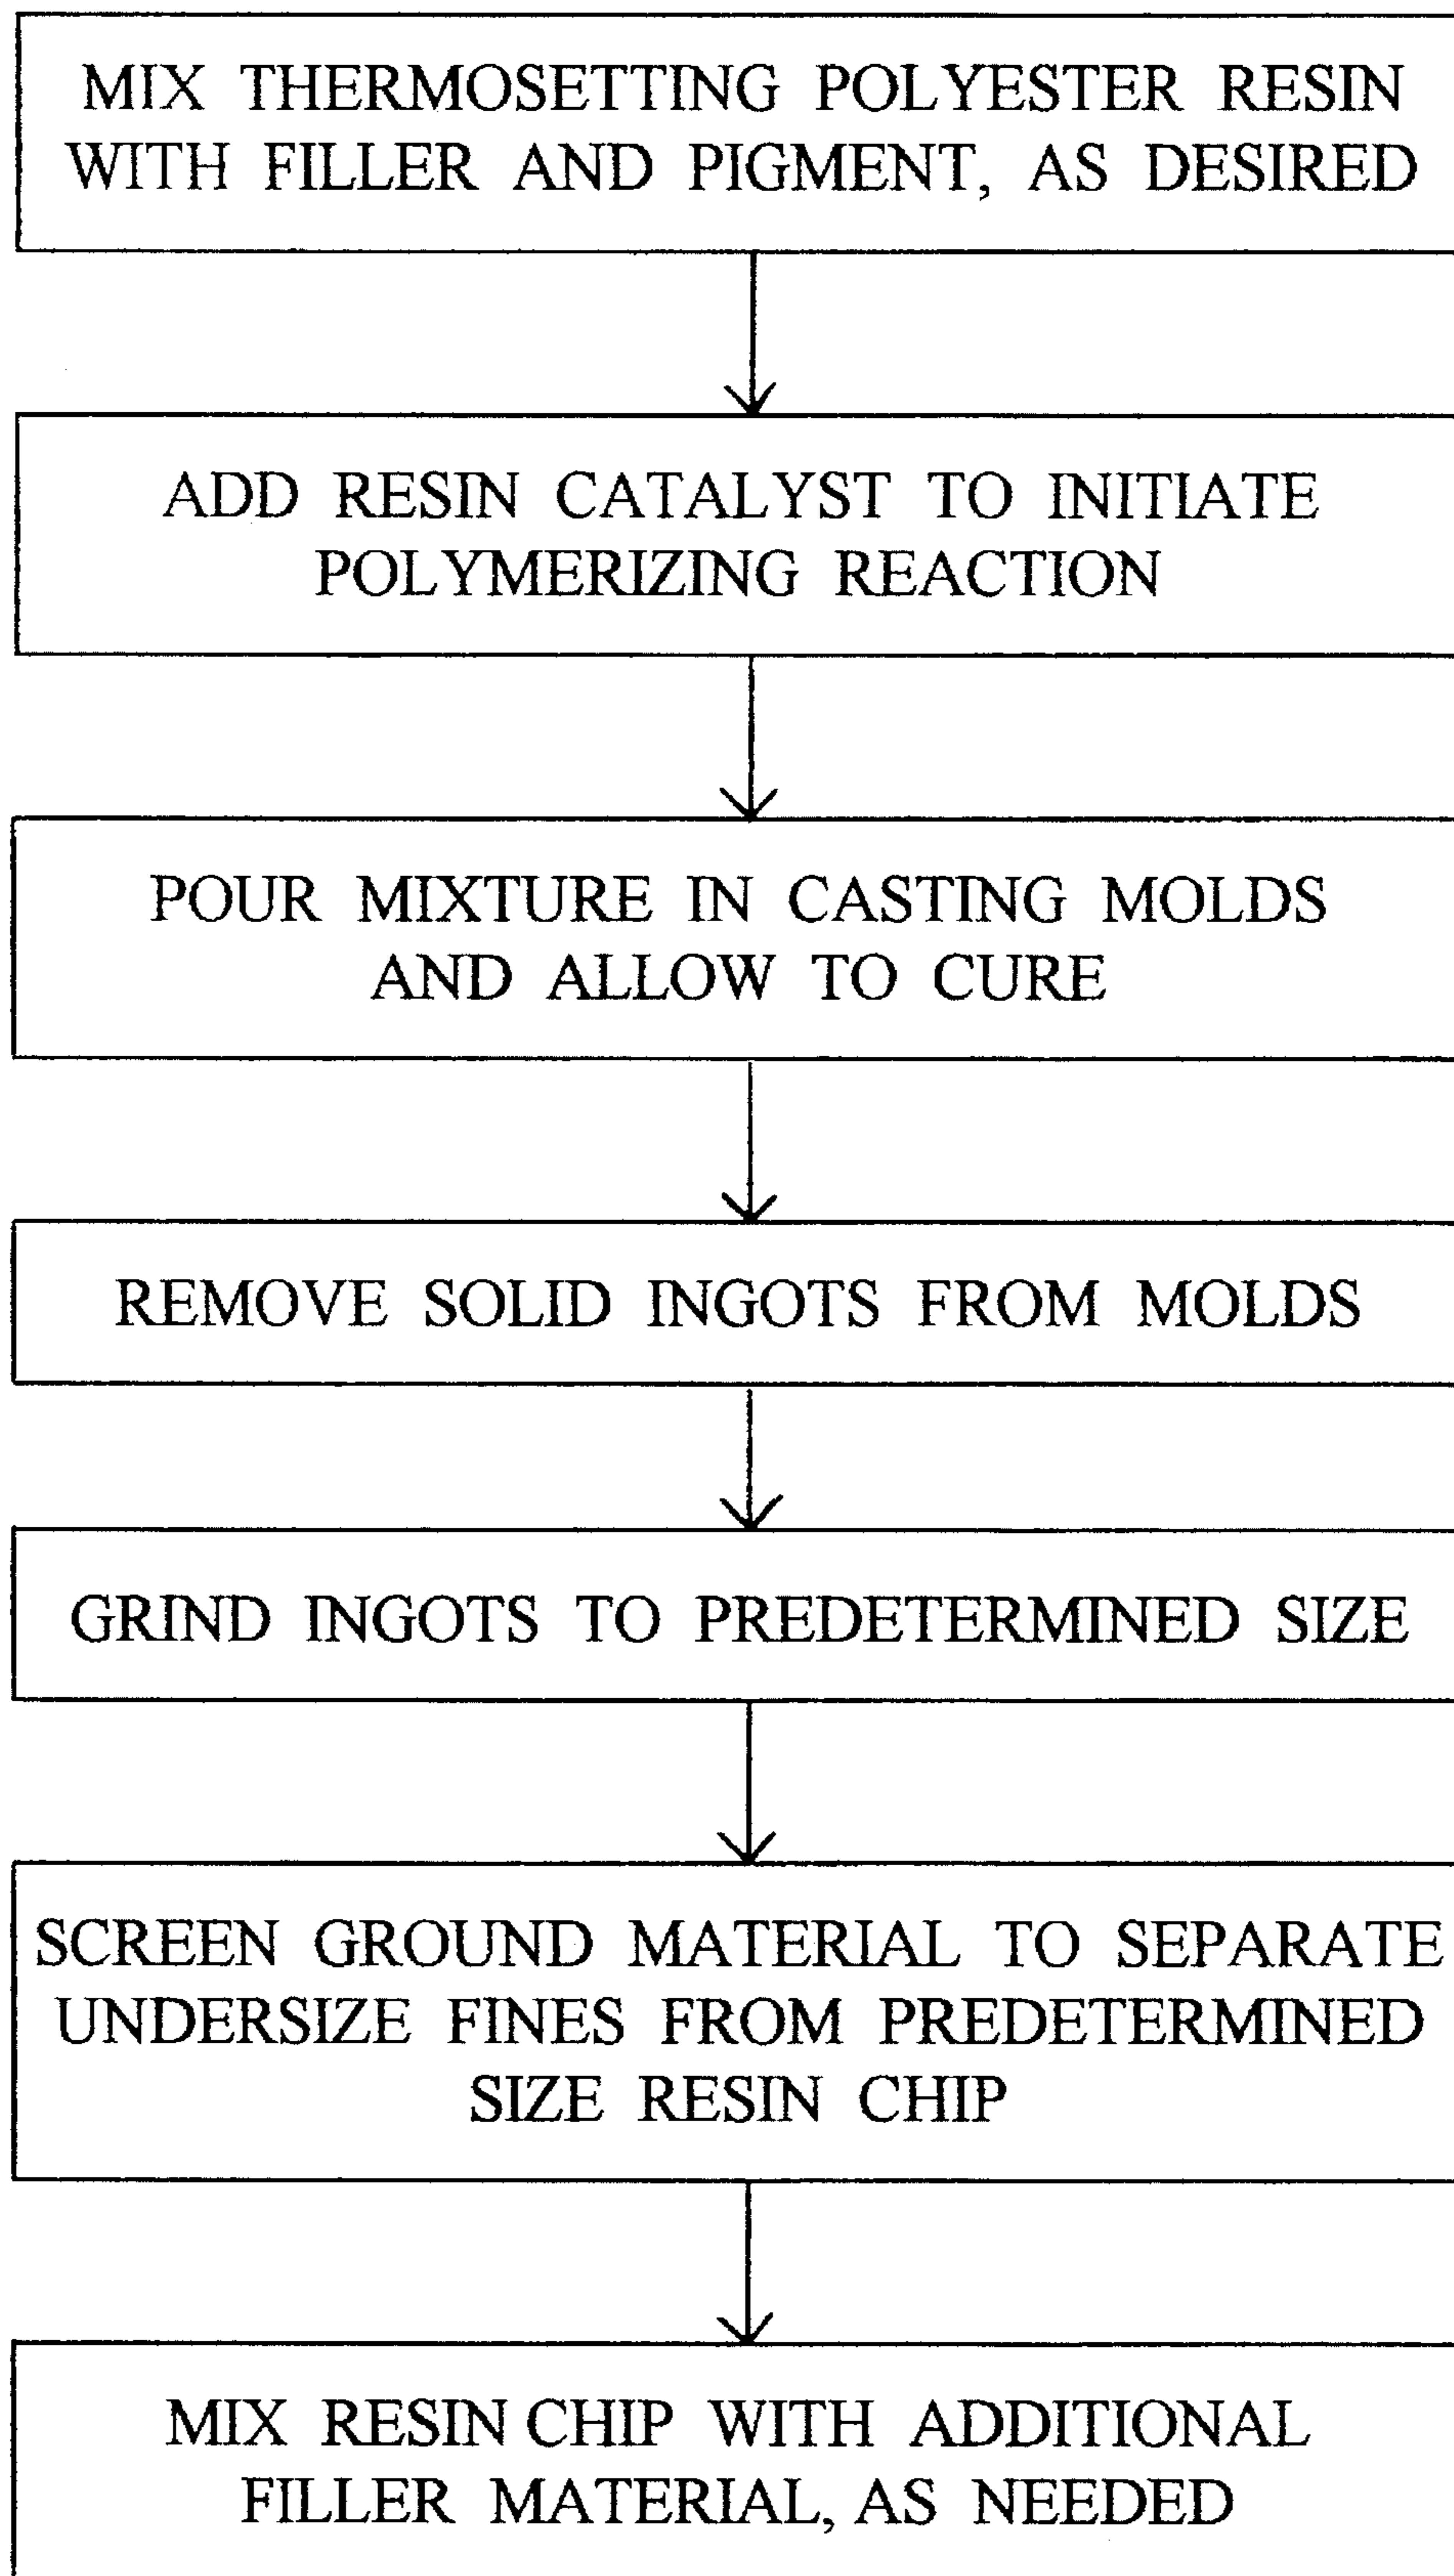 MIX THERMOSETTING POLYESTER RESIN
WITH FILLER AND PIGMENT, AS DESIRED
ADD RESIN CATALYST TO INITIATE
POLYMERIZING REACTION
POUR MIXTURE IN CASTING MOLDS
AND ALLOW TO CURE
REMOVE SOLID INGOTS FROM MOLDS
GRIND INGOTS TO PREDETERMINED SIZE
SCREEN GROUND MATERIAL TO SEPARATE
UNDERSIZE FINES FROM PREDETERMINED
SIZE RESIN CHIP
MIX RESIN CHIP WITH ADDITIONAL
FILLER MATERIAL, AS NEEDED